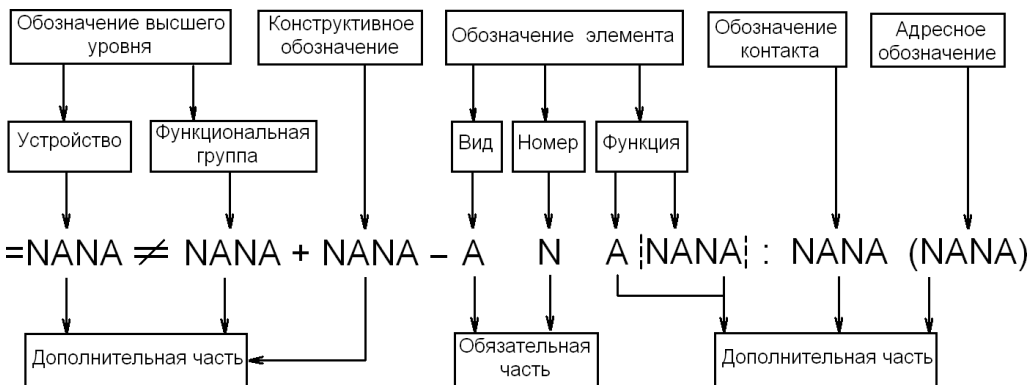 Обозначение высшего
уровня
Конструктивное
обозначение
Обозначение элемента
Обозначение
контакта
Адресное
обозначение
Устройство
Функциональная
группа
Вид
Номер
Функция
=NANA ≠ NANA + NANA – A N A NANA : NANA (NANA)
Дополнительная часть
Обязательная
часть
Дополнительная часть